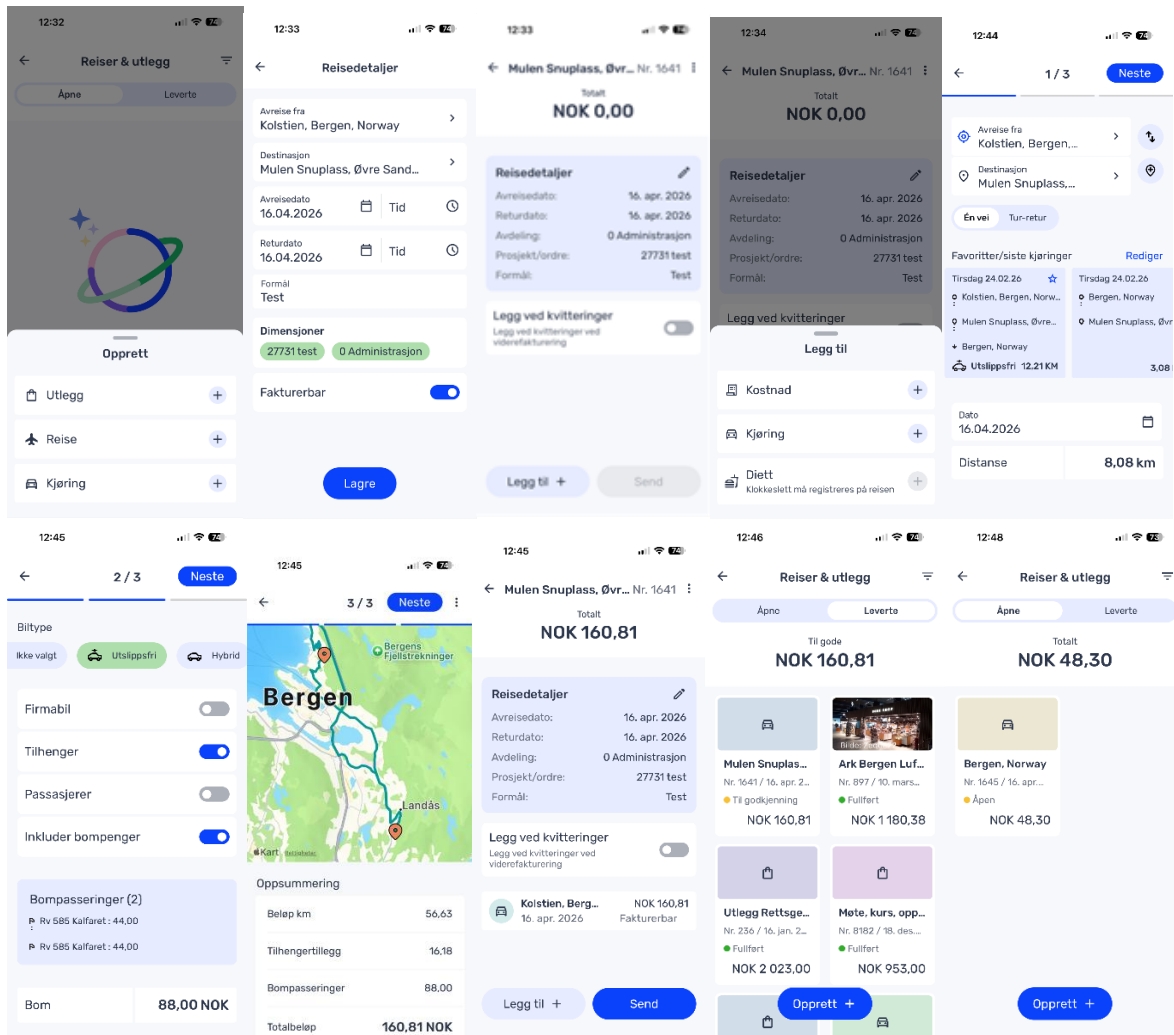 12:32
74
Reiser & utlegg
Åpne
Leverte
Opprett
Utlegg
Reise
Kjøring
12:33
74
Reisedetaljer
Avreise fra
Kolstien, Bergen, Norway
Destinasjon
Mulen Snuplass, Øvre Sand...
Avreisedato
16.04.2026
Tid
Returdato
16.04.2026
Tid
Formål
Test
Dimensjoner
27731 test
0 Administrasjon
Fakturerbar
Lagre
12:33
74
Mulen Snuplass, Øvr... Nr. 1641
Totalt
NOK 0,00
Reisedetaljer
Avreisedato: 16. apr. 2026
Returdato: 16. apr. 2026
Avdeling: 0 Administrasjon
Prosjekt/ordre: 27731 test
Formål: Test
Legg ved kvitteringer
Legg ved kvitteringer ved
viderefakturering
Legg til +
Send
12:34
74
Mulen Snuplass, Øvr... Nr. 1641
Totalt
NOK 0,00
Reisedetaljer
Avreisedato: 16. apr. 2026
Returdato: 16. apr. 2026
Avdeling: 0 Administrasjon
Prosjekt/ordre: 27731 test
Formål: Test
Legg ved kvitteringer
Legg til
Kostnad
Kjøring
Diett
Klokkeslett må registreres på reisen
12:44
74
1 / 3
Neste
Avreise fra
Kolstien, Bergen,...
Destinasjon
Mulen Snuplass,...
Én vei
Tur-retur
Favoritter/siste kjøringer
Rediger
Tirsdag 24.02.26
Kolstien, Bergen, Norw...
Mulen Snuplass, Øvre...
Bergen, Norway
Utslippsfri 12.21 KM
Tirsdag 24.02.26
Bergen, Norway
Mulen Snuplass, Øvr
3,08
Dato
16.04.2026
Distanse
8,08 km
12:45
74
2 / 3
Neste
Biltype
Ikke valgt
Utslippsfri
Hybrid
Firmabil
Tilhenger
Passasjerer
Inkluder bompenger
Bompasseringer (2)
Rv 585 Kalfaret : 44,00
Rv 585 Kalfaret : 44,00
Bom
88,00 NOK
12:45
74
3 / 3
Neste
Bergens
Fjellstrekninger
Bergen
Landås
Kart
Rettigheter
Oppsummering
Beløp km 56,63
Tilhengertillegg 16,18
Bompasseringer 88,00
Totalbeløp 160,81 NOK
12:45
74
Mulen Snuplass, Øvr... Nr. 1641
Totalt
NOK 160,81
Reisedetaljer
Avreisedato: 16. apr. 2026
Returdato: 16. apr. 2026
Avdeling: 0 Administrasjon
Prosjekt/ordre: 27731 test
Formål: Test
Legg ved kvitteringer
Legg ved kvitteringer ved
viderefakturering
Kolstien, Berg... NOK 160,81
16. apr. 2026 Fakturerbar
Legg til +
Send
12:46
74
Reiser & utlegg
Åpne
Leverte
Til gode
NOK 160,81
Mulen Snuplas...
Nr. 1641 / 16. apr. 2...
Til godkjenning
NOK 160,81
Ark Bergen Luf...
Nr. 897 / 10. mars...
Fullført
NOK 1 180,38
Utlegg Rettsge...
Nr. 236 / 16. jan. 2...
Fullført
NOK 2 023,00
Møte, kurs, opp...
Nr. 8182 / 18. des....
Fullført
NOK 953,00
Opprett +
12:48
73
Reiser & utlegg
Åpne
Leverte
Totalt
NOK 48,30
Bergen, Norway
Nr. 1645 / 16. apr....
Åpen
NOK 48,30
Opprett +